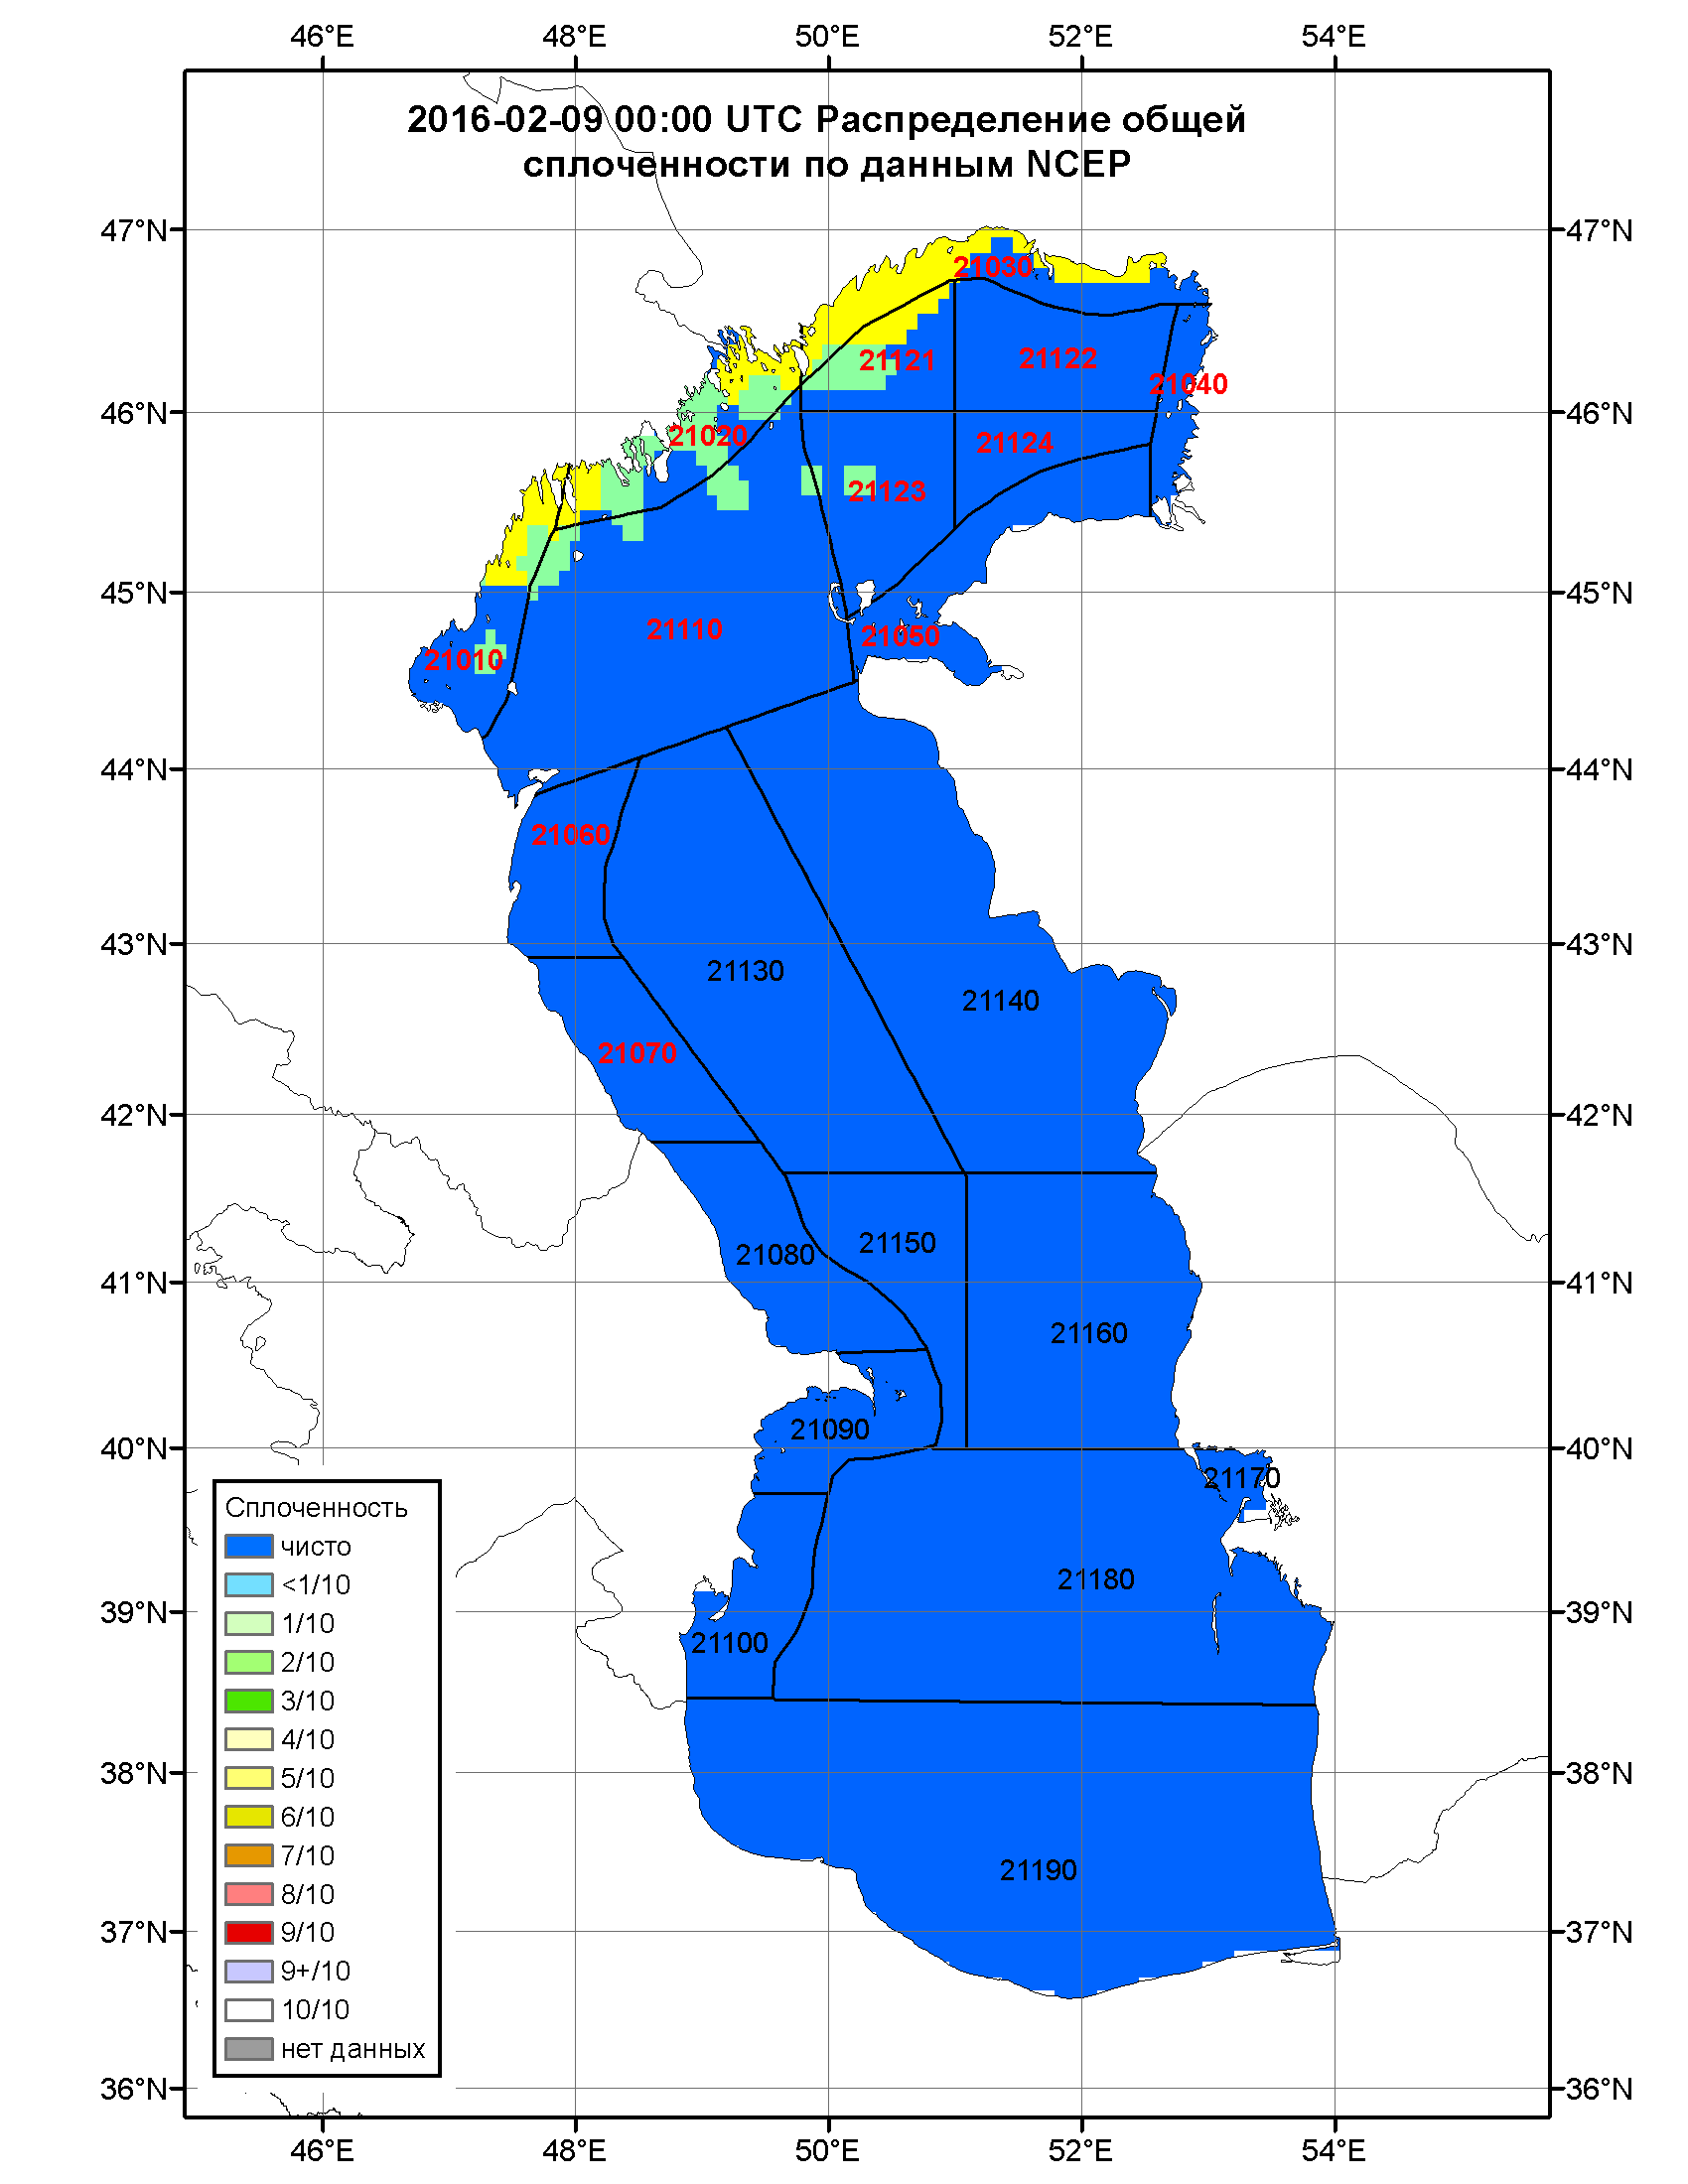 46°E 48°E 50°E 52°E 54°E
2016-02-09 00:00 UTC Распределение общей
сплоченности по данным NCEP
47°N 47°N
21030
21121 21122
21040
46°N 46°N
21020 21124
21123
45°N 45°N
21110 21050
21010
44°N 44°N
21060
43°N 43°N
21130
21140
21070
42°N 42°N
21150
21080
41°N 41°N
21160
21090
40°N 40°N
21170
21180
39°N 39°N
21100
38°N 38°N
21190
37°N 37°N
36°N 36°N
Сплоченность
чисто
<1/10
1/10
2/10
3/10
4/10
5/10
6/10
7/10
8/10
9/10
9+/10
10/10
нет данных
46°E 48°E 50°E 52°E 54°E